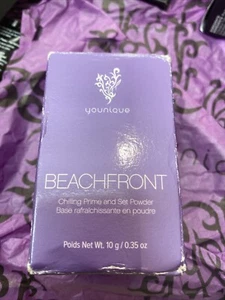 younique
BEACHFRONT
Chilling Prime and Set Powder
Base rafraîchissante en poudre
Poids Net Wt. 10 g / 0.35 oz